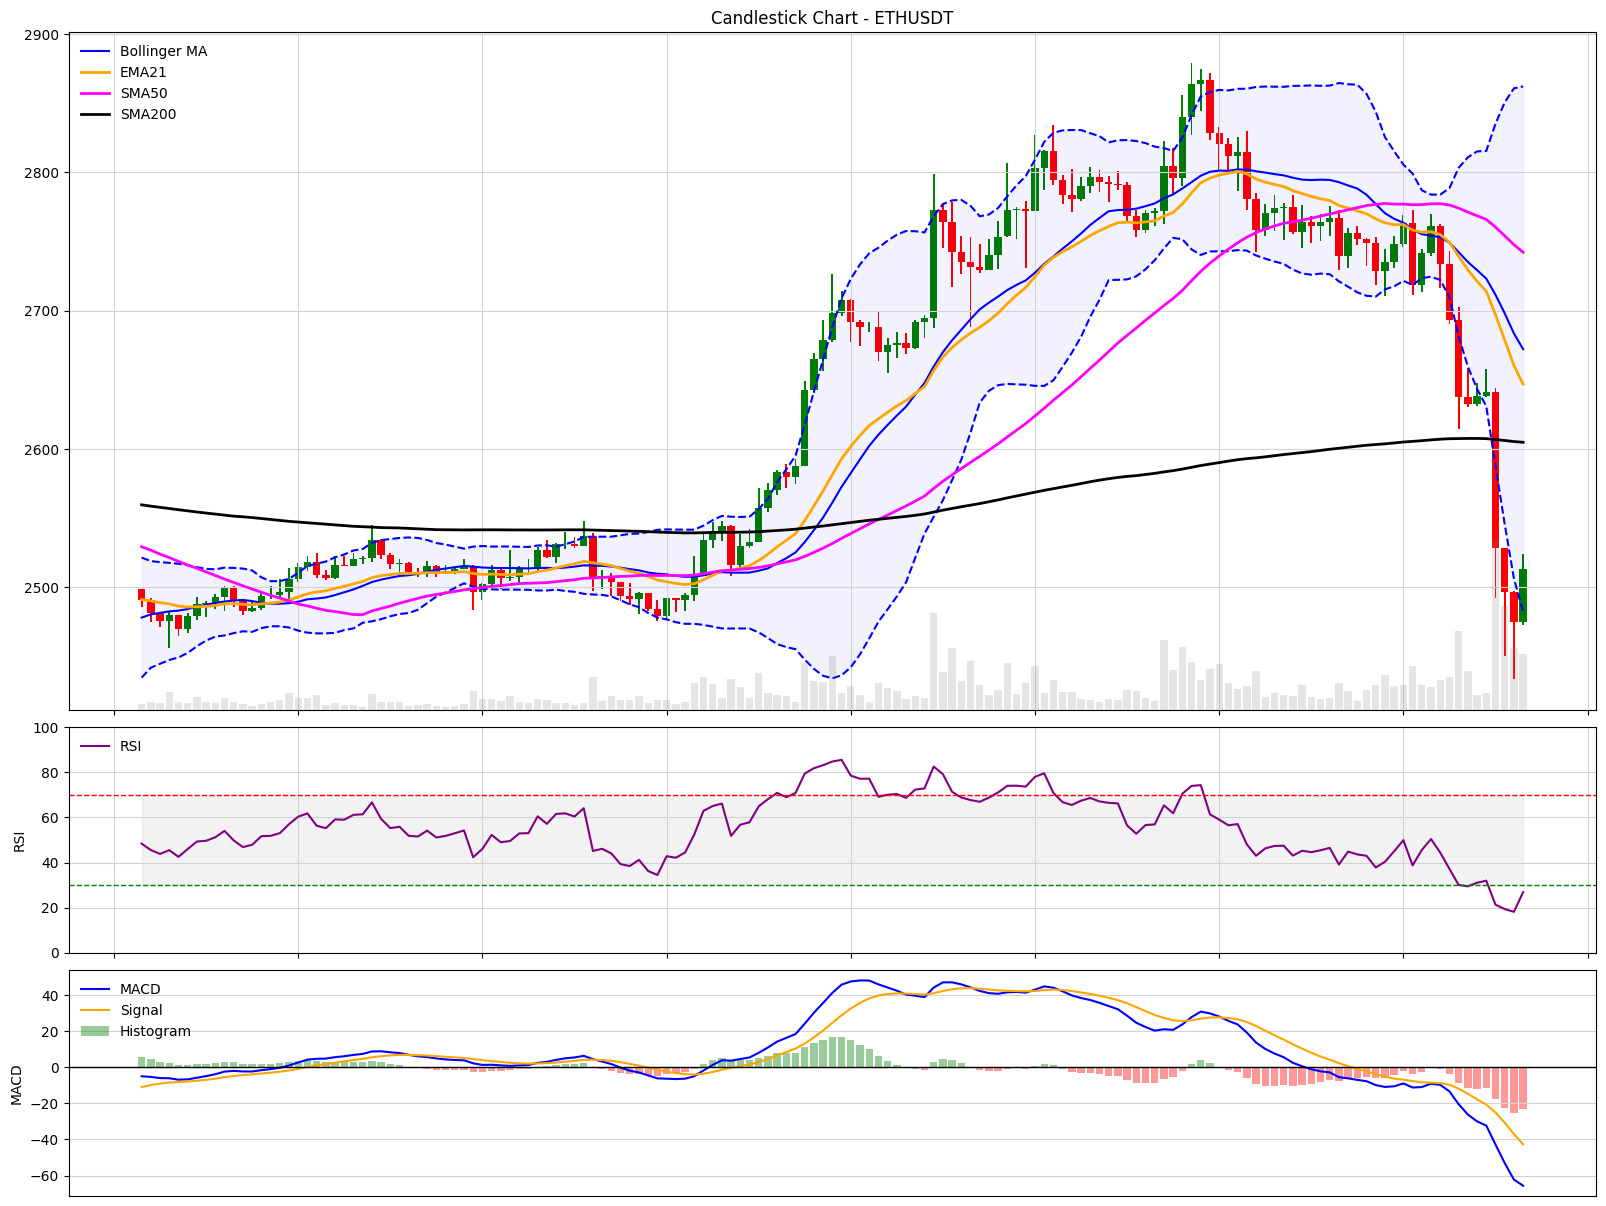 Candlestick Chart - ETHUSDT
2900
Bollinger MA
EMA21
SMA50
SMA200
2800
2700
2600
2500
100
RSI
80
60
RSI
40
20
0
MACD
40
Signal
20
Histogram
0
MACD
−20
−40
−60